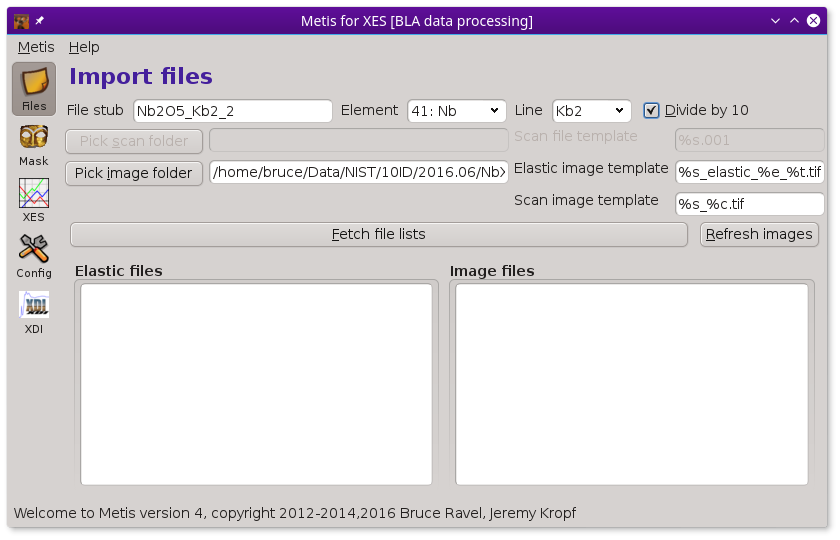 Metis for XES [BLA data processing]
Metis Help
Import files
Files
File stub Nb2O5_Kb2_2 Element 41: Nb Line Kb2 Divide by 10
Pick scan folder Scan file template %s.001
Mask
Pick image folder /home/bruce/Data/NIST/10ID/2016.06/NbX Elastic image template %s_elastic_%e_%t.tif
Scan image template %s_%c.tif
XES
Fetch file lists Refresh images
Config
Elastic files Image files
XDI
XDI
Welcome to Metis version 4, copyright 2012-2014,2016 Bruce Ravel, Jeremy Kropf